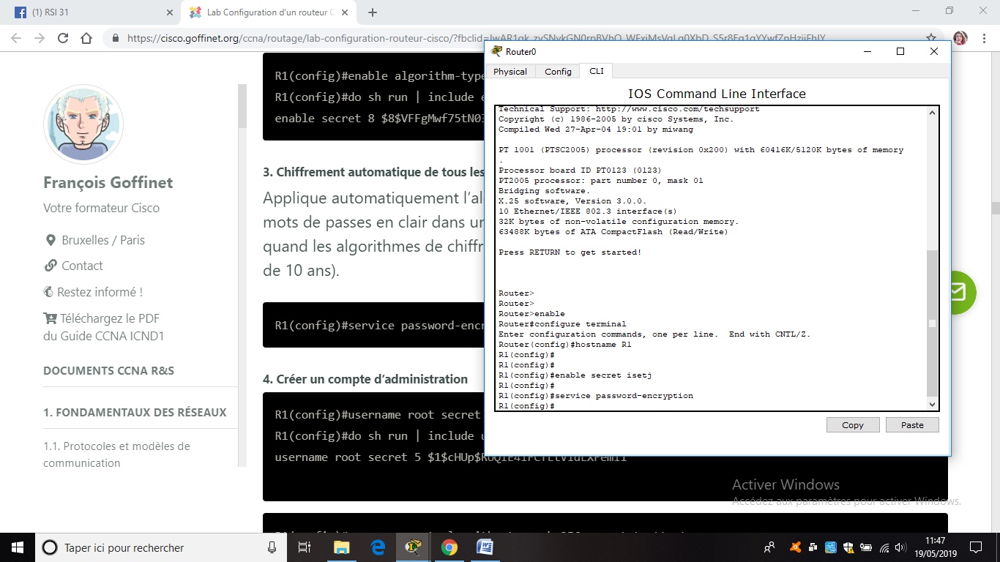 (1) RSI 31
Lab Configuration d'un routeur C
https://cisco.goffinet.org/ccna/routage/lab-configuration-routeur-cisco/?fbclid=IwAR1gk
François Goffinet
Votre formateur Cisco
Bruxelles / Paris
Contact
Restez informé !
Téléchargez le PDF
du Guide CCNA ICND1
DOCUMENTS CCNA R&S
1. FONDAMENTAUX DES RÉSEAUX
1.1. Protocoles et modèles de
communication
R1(config)#enable algorithm-type
R1(config)#do sh run | include e
enable secret 8 $8$VFFgMwf75tN03
3. Chiffrement automatique de tous les
Applique automatiquement l'al
mots de passes en clair dans un
quand les algorithmes de chiffr
de 10 ans).
R1(config)#service password-encr
4. Créer un compte d'administration
R1(config)#username root secret
R1(config)#do sh run | include u
username root secret 5
Router0
Physical
Config
CLI
IOS Command Line Interface
Technical Support: http://www.cisco.com/techsupport
Copyright (c) 1986-2005 by cisco Systems, Inc.
Compiled Wed 27-Apr-04 19:01 by miwang
PT 1001 (PTSC2005) processor (revision 0x200) with 60416K/5120K bytes of memory
.
Processor board ID PT0123 (0123)
PT2005 processor: part number 0, mask 01
Bridging software.
X.25 software, Version 3.0.0.
10 Ethernet/IEEE 802.3 interface(s)
32K bytes of non-volatile configuration memory.
63488K bytes of ATA CompactFlash (Read/Write)
Press RETURN to get started!
Router>
Router>
Router>enable
Router#configure terminal
Enter configuration commands, one per line.  End with CNTL/Z.
Router(config)#hostname R1
R1(config)#
R1(config)#
R1(config)#enable secret isetj
R1(config)#
R1(config)#service password-encryption
R1(config)#
Copy
Paste
Activer Windows
Accédez aux paramètres pour activer Windows.
Taper ici pour rechercher
11:47
19/05/2019